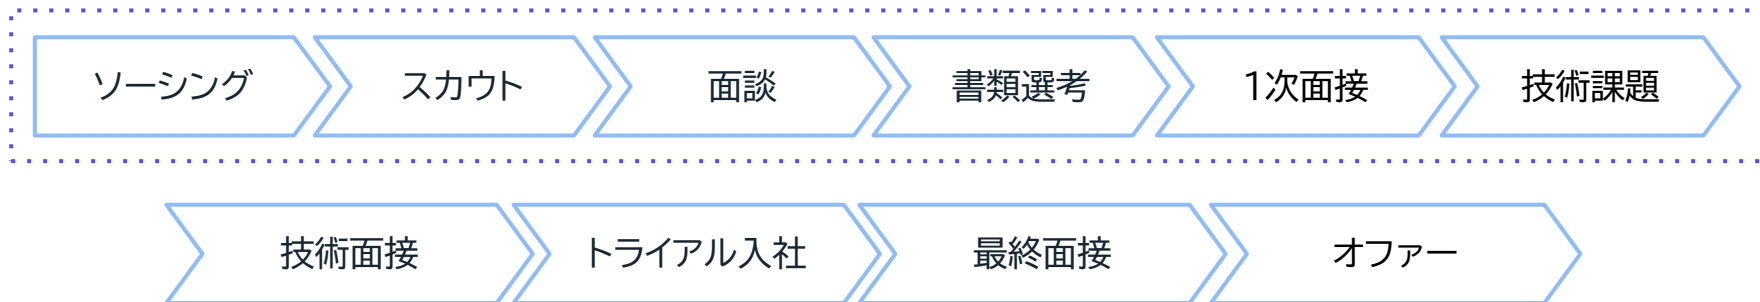 ソーシング スカウト 面談 書類選考 1次面接 技術課題
技術面接 トライアル入社 最終面接 オファー